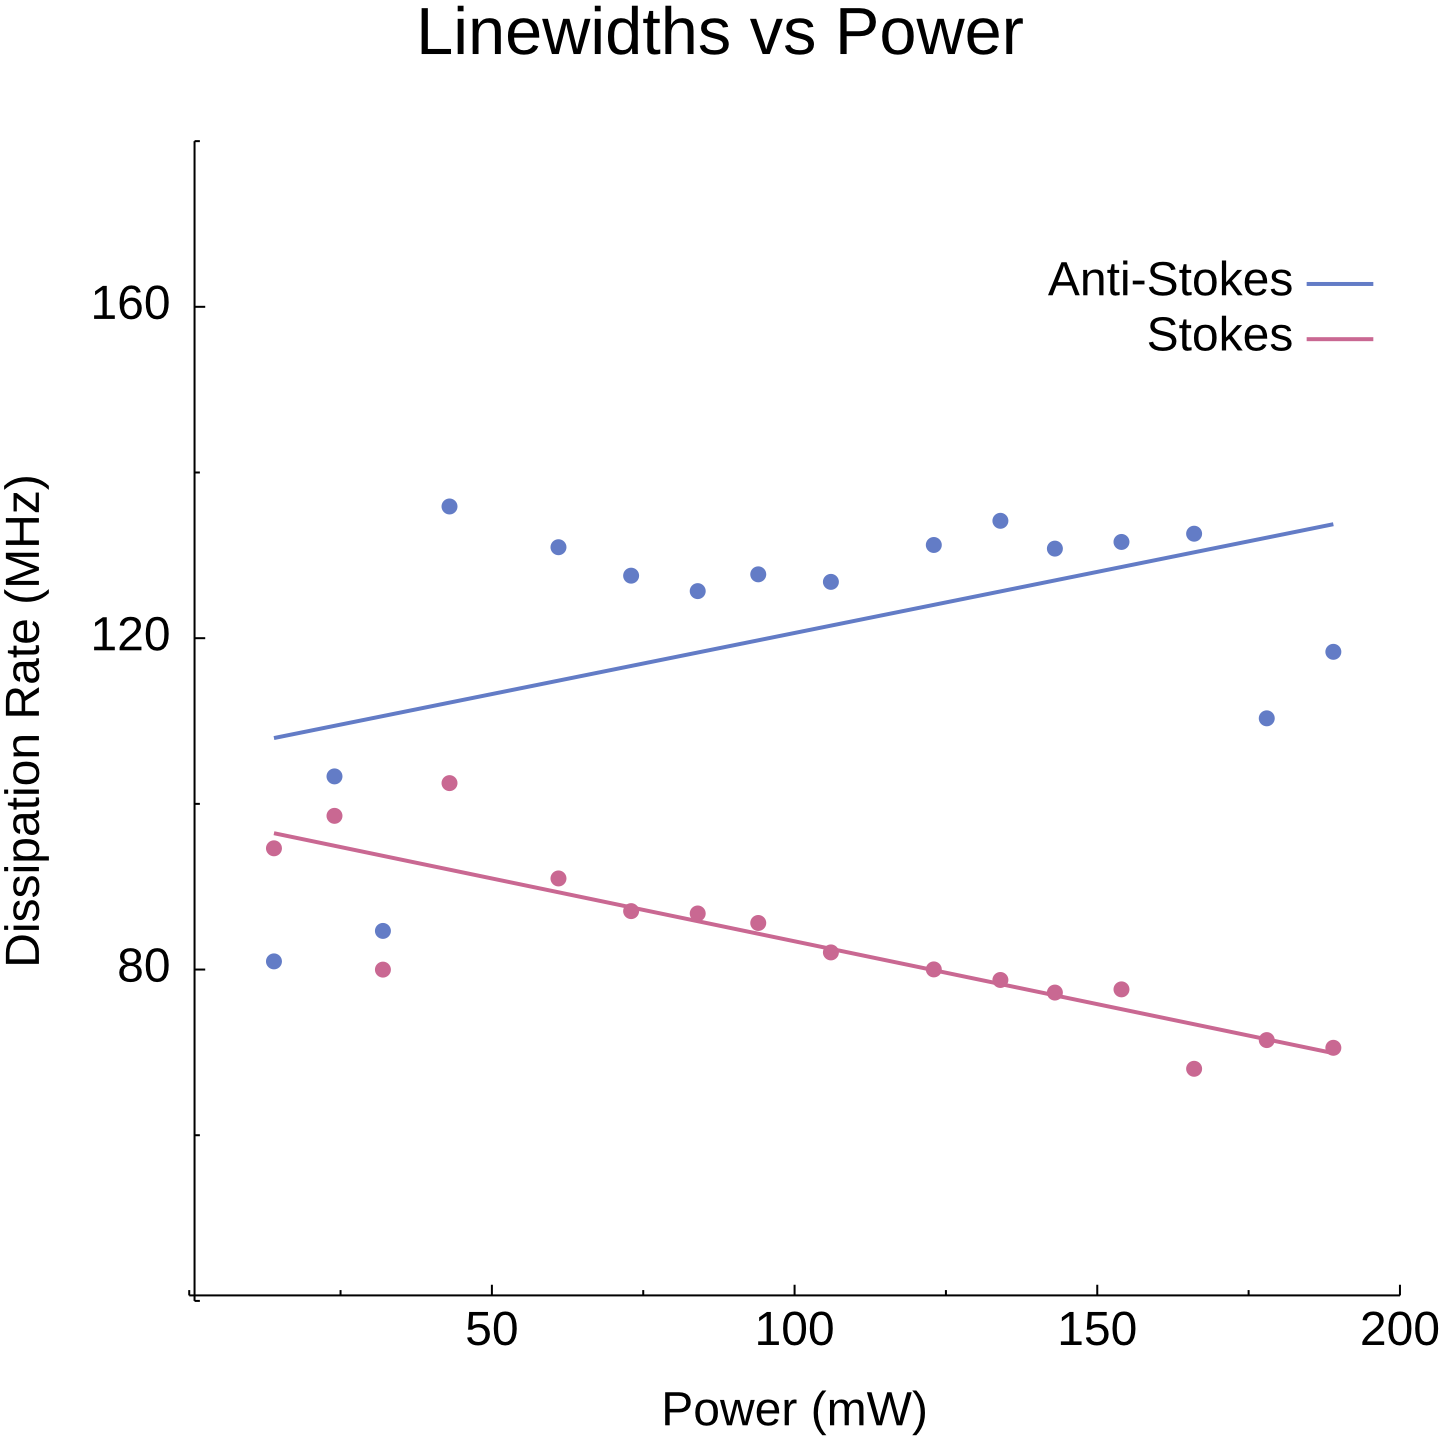 Linewidths vs Power
Anti-Stokes
Stokes
160
120
80
Dissipation Rate (MHz)
50 100 150 200
Power (mW)